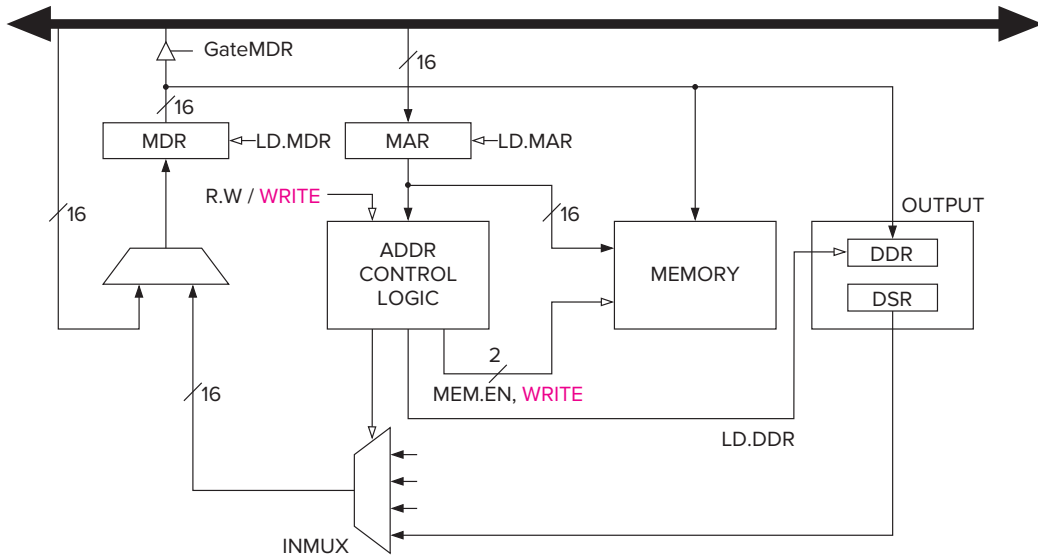 GateMDR
16
16
MDR
LD.MDR
MAR
LD.MAR
R.W / WRITE
16
16
OUTPUT
ADDR
CONTROL
LOGIC
MEMORY
DDR
DSR
2
MEM.EN, WRITE
16
LD.DDR
INMUX